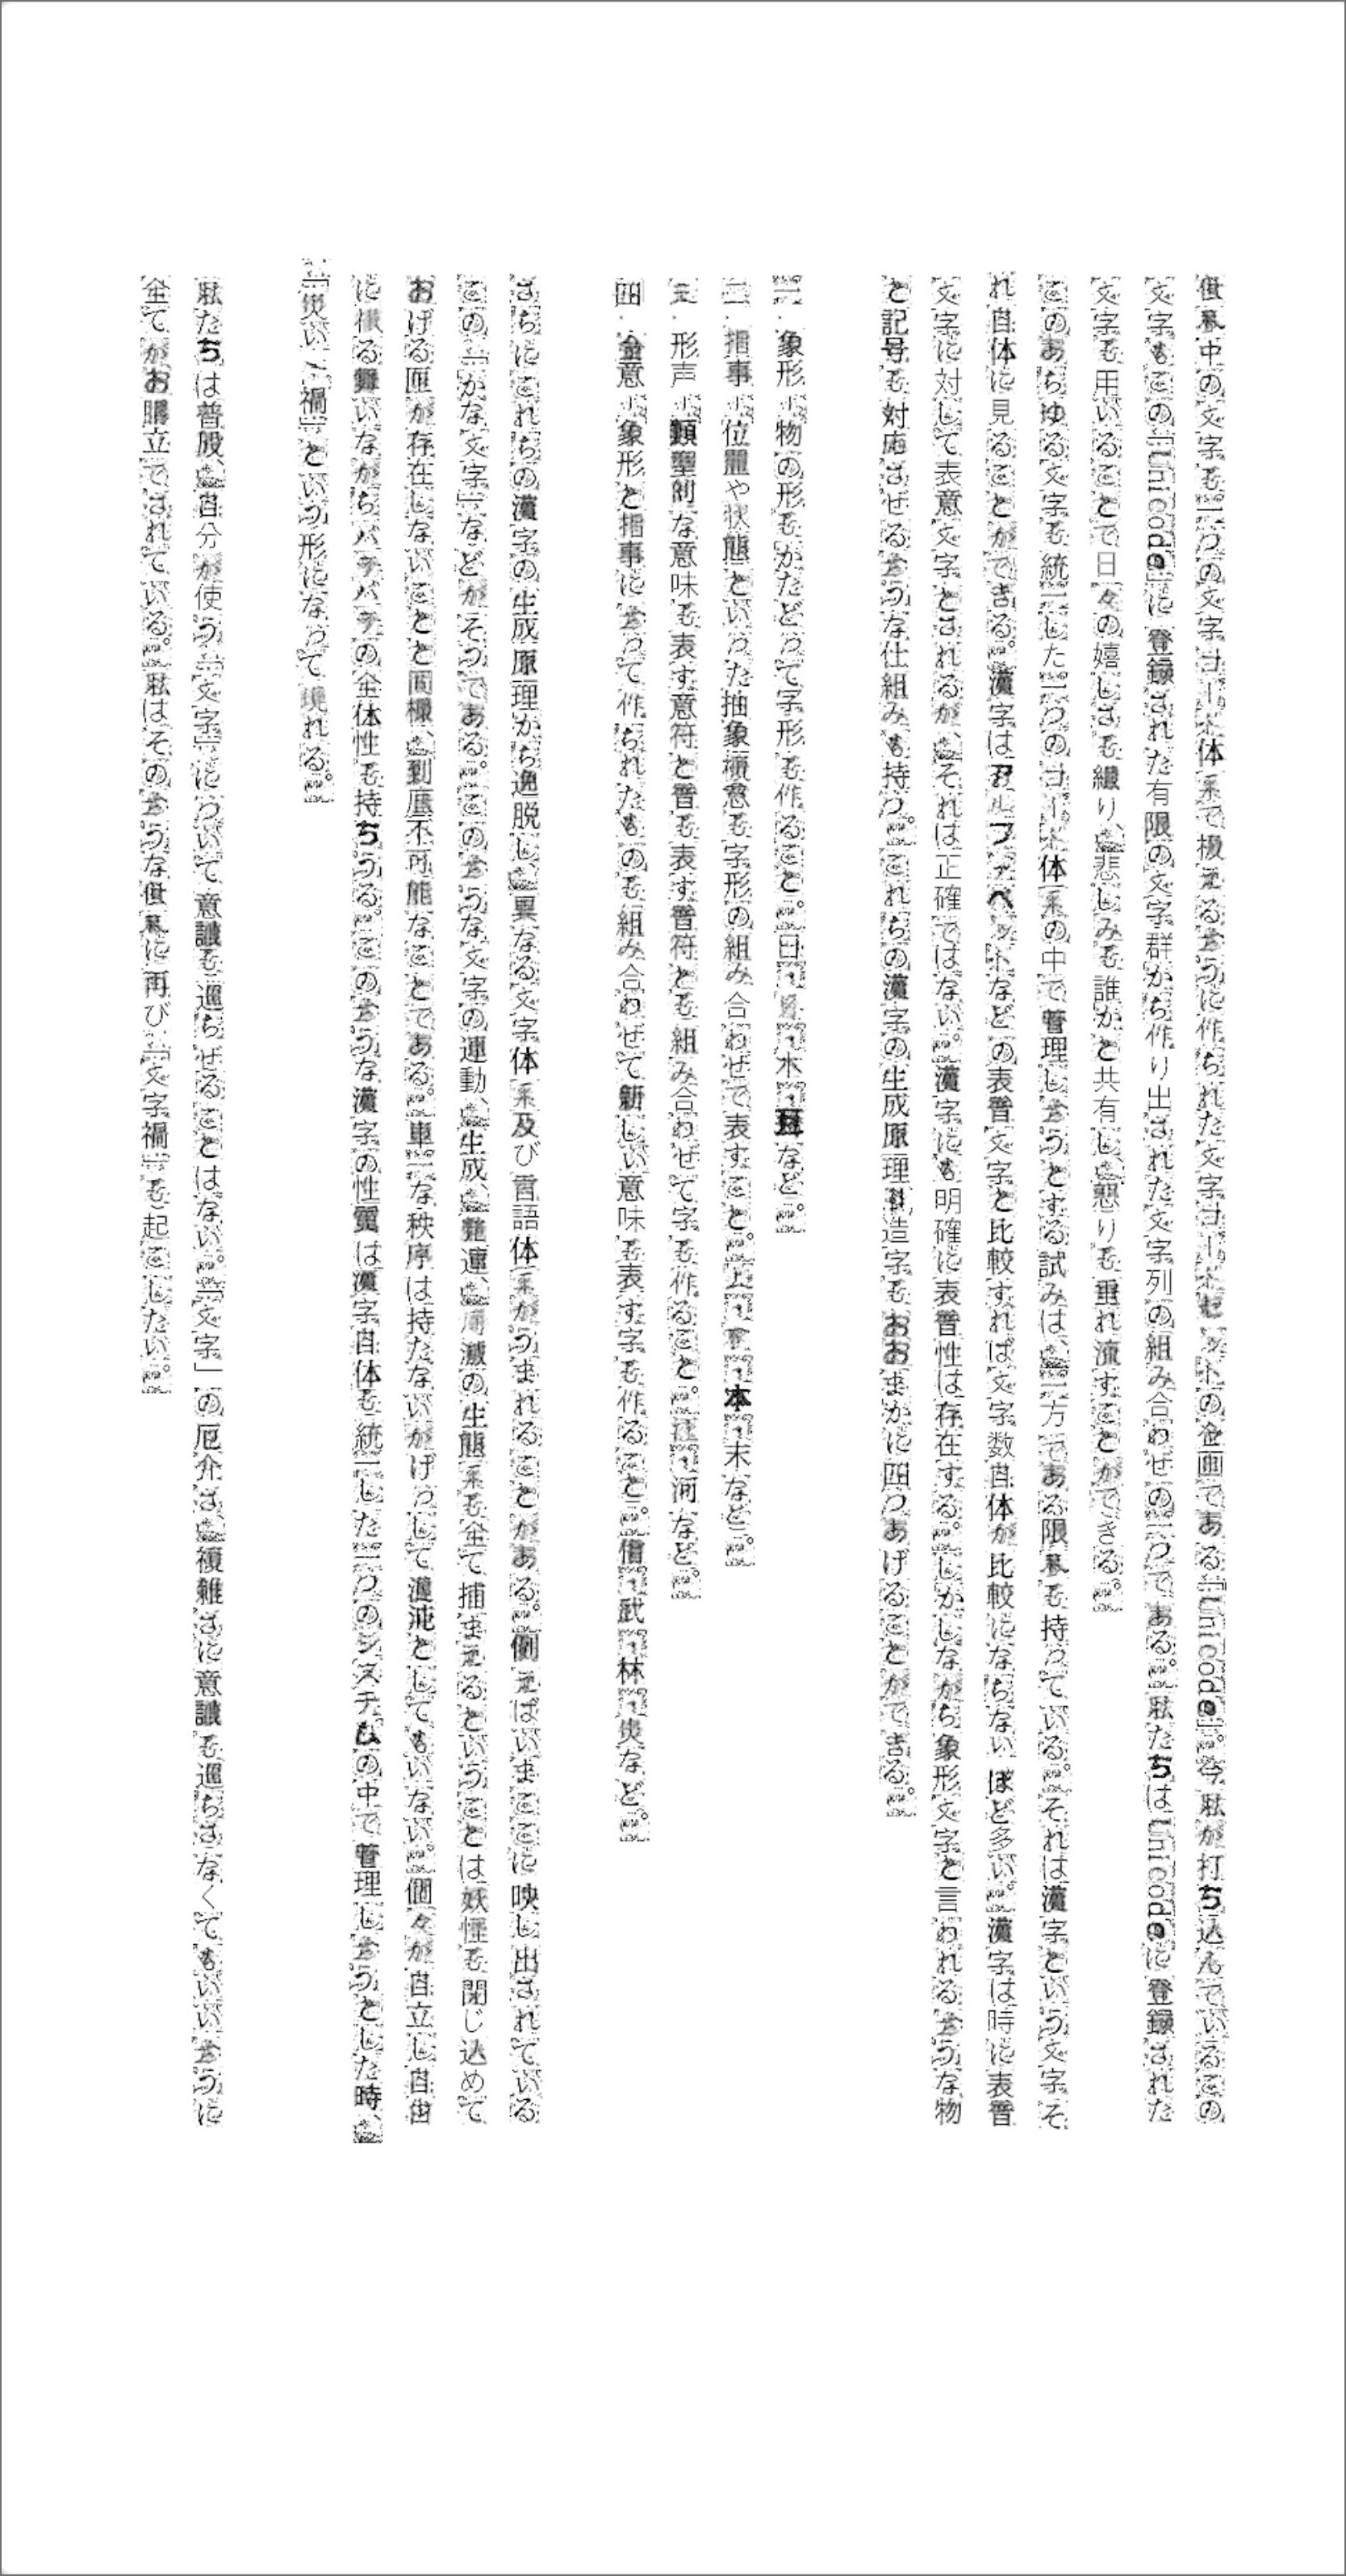 世界中の文字を一つの文字コード体系で扱えるように作られた文字コードセットの企画である「Unicode」。今私が打ち込んでいるこの
文字もこの「Unicode」に登録された有限の文字群から作り出された文字列の組み合わせの一つである。私たちはUnicodeに登録された
文字を用いることで日々の嬉しさを綴り、悲しみを誰かと共有し、怒りを垂れ流すことができる。
このあらゆる文字を統一した一つのコード体系の中で管理しようとする試みは、一方である限界を持っている。それは漢字という文字そ
れ自体に見ることができる。漢字はアルファベットなどの表音文字と比較すれば文字数自体が比較にならないほど多い。漢字は時に表音
文字に対して表意文字とされるが、それは正確ではない。漢字にも明確に表音性は存在する。しかしながら象形文字と言われるような物
と記号を対応させるような仕組みも持つ。これらの漢字の生成原理=造字をおおまかに四つあげることができる。
一.象形…物の形をかたどって字形を作ること。日・月・木・耳など。
二.指事…位置や状態といった抽象概念を字形の組み合わせで表すこと。上・下・本・末など。
三.形声…類型的な意味を表す意符と音を表す音符とを組み合わせて字を作ること。江・河など。
四.会意…象形と指事によって作られたものを組み合わせて新しい意味を表す字を作ること。信・武・林・炎など。
さらにこれらの漢字の生成原理から逸脱し、異なる文字体系及び言語体系がうまれることがある。例えばいまここに映し出されている
この「かな文字」などがそうである。このような文字の運動、生成、発達、消滅の生態系を全て捕まえるということは妖怪を閉じ込めて
おける匣が存在しないことと同様、到底不可能なことである。単一な秩序は持たないがけっして混沌としてもいない。個々が自立し自由
に振る舞いながらバラバラの全体性を持ちうる。このような漢字の性質は漢字自体を統一した一つのシステムの中で管理しようとした時、
「災い/禍」という形になって現れる。
私たちは普段、自分が使う「文字」について意識を巡らせることはない。「文字」の厄介さ、複雑さに意識を巡らさなくてもいいように
全てがお膳立てされている。私はそのような世界に再び「文字禍」を起こしたい。